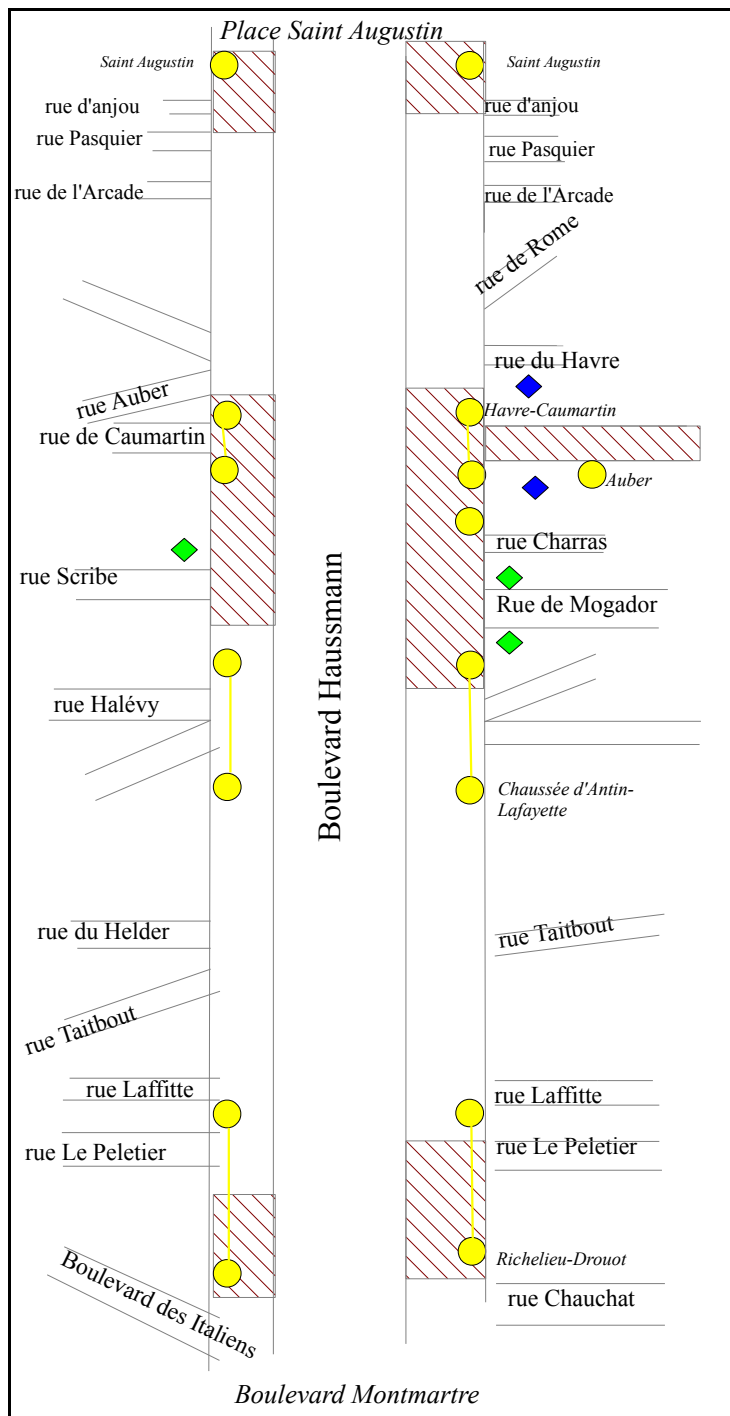 Place Saint Augustin
Saint Augustin
Saint Augustin
rue d'anjou
rue d'anjou
rue Pasquier
rue Pasquier
rue de l'Arcade
rue de l'Arcade
rue de Rome
rue du Havre
rue Auber
Havre-Caumartin
rue de Caumartin
Auber
rue Charras
rue Scribe
Rue de Mogador
Boulevard Haussmann
rue Halévy
Chaussée d'Antin-
Lafayette
rue du Helder
rue Taitbout
rue Taitbout
rue Laffitte
rue Laffitte
rue Le Peletier
rue Le Peletier
Richelieu-Drouot
Boulevard des Italiens
rue Chauchat
Boulevard Montmartre